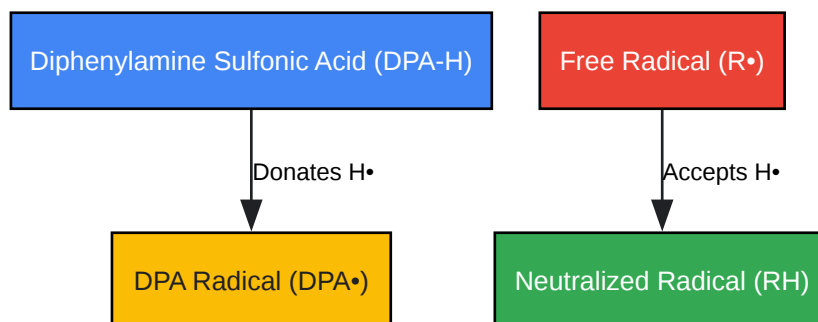 Diphenylamine Sulfonic Acid (DPA-H)
Free Radical (R•)
Donates H•
Accepts H•
DPA Radical (DPA•)
Neutralized Radical (RH)